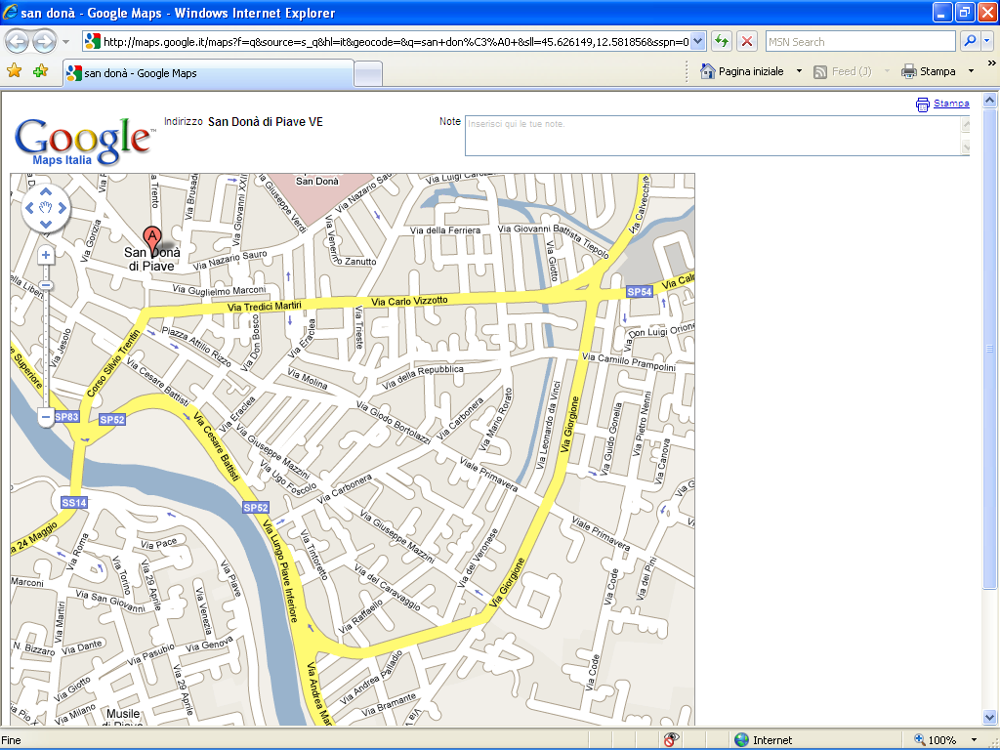 san donà - Google Maps - Windows Internet Explorer
http://maps.google.it/maps?f=q&source=s_q&hl=it&geocode=&q=san+don%C3%A0+&sll=45.626149,12.581856&sspn=0
MSN Search
san donà - Google Maps
Pagina iniziale
Feed (J)
Stampa
»
Stampa
Google™
Maps Italia
Indirizzo San Donà di Piave VE
Note
Inserisci qui le tue note.
San Donà
Via Luigi
Via Trento
Via Brusade
Via Giovanni XXIII
Via Giuseppe Verdi
Via Nazario Sauro
Via Gorizia
Via Venerio
Via della Ferriera
Via Giovanni Battista Trepolo
Via Calvecchia
A
San Donà
di Piave
Via Nazario Sauro
o Zanutto
Via Giotto
Via Guglielmo Marconi
Via Tredici Martiri
Via Carlo Vizzotto
SP54
Via Calv
Via Jesolo
Corso Silvio Trentin
Piazza Attilio Rizzo
Via Don Bosco
Via Eraclea
Via Trieste
Don Luigi Orione
e Superiore
Via Cesare Battisti
Via Molina
Via della Repubblica
Via Camillo Prampolini
SP83
SP52
Via Eraclea
Via Cesare Battisti
Via Giuseppe Mazzini
Via Giodo Bortolazzi
Via Carbonera
Via Mario Rorato
Via Leonardo da Vinci
Via Giorgione
Via Guido Gonella
Via Pietro Nenni
Via Canova
Via Ugo Foscolo
Via Carbonera
Viale Primavera
Via G
SS14
SP52
a 24 Maggio
Via Roma
Via Pace
Via Lungo Piave Inferiore
Via Tintoretto
Via Giuseppe Mazzini
Via del Veronese
Viale Primavera
Marconi
Via Torino
Via 29 Aprile
Via Piave
Via San Giovanni
Via del Caravaggio
Via Giorgione
Via Code
Via dei Pini
Via Martiri
Via Venezia
Via Raffaello
N. Bizzaro
Via Dante
Via Pasubio
Via Genova
Via Giotto
Via 29 Aprile
Via Andrea Mar
Via Andrea Palladio
Via Code
Via Pio X
Via Milano
Musile
di Piave
Via Bramante
Via
Fine
Internet
100%